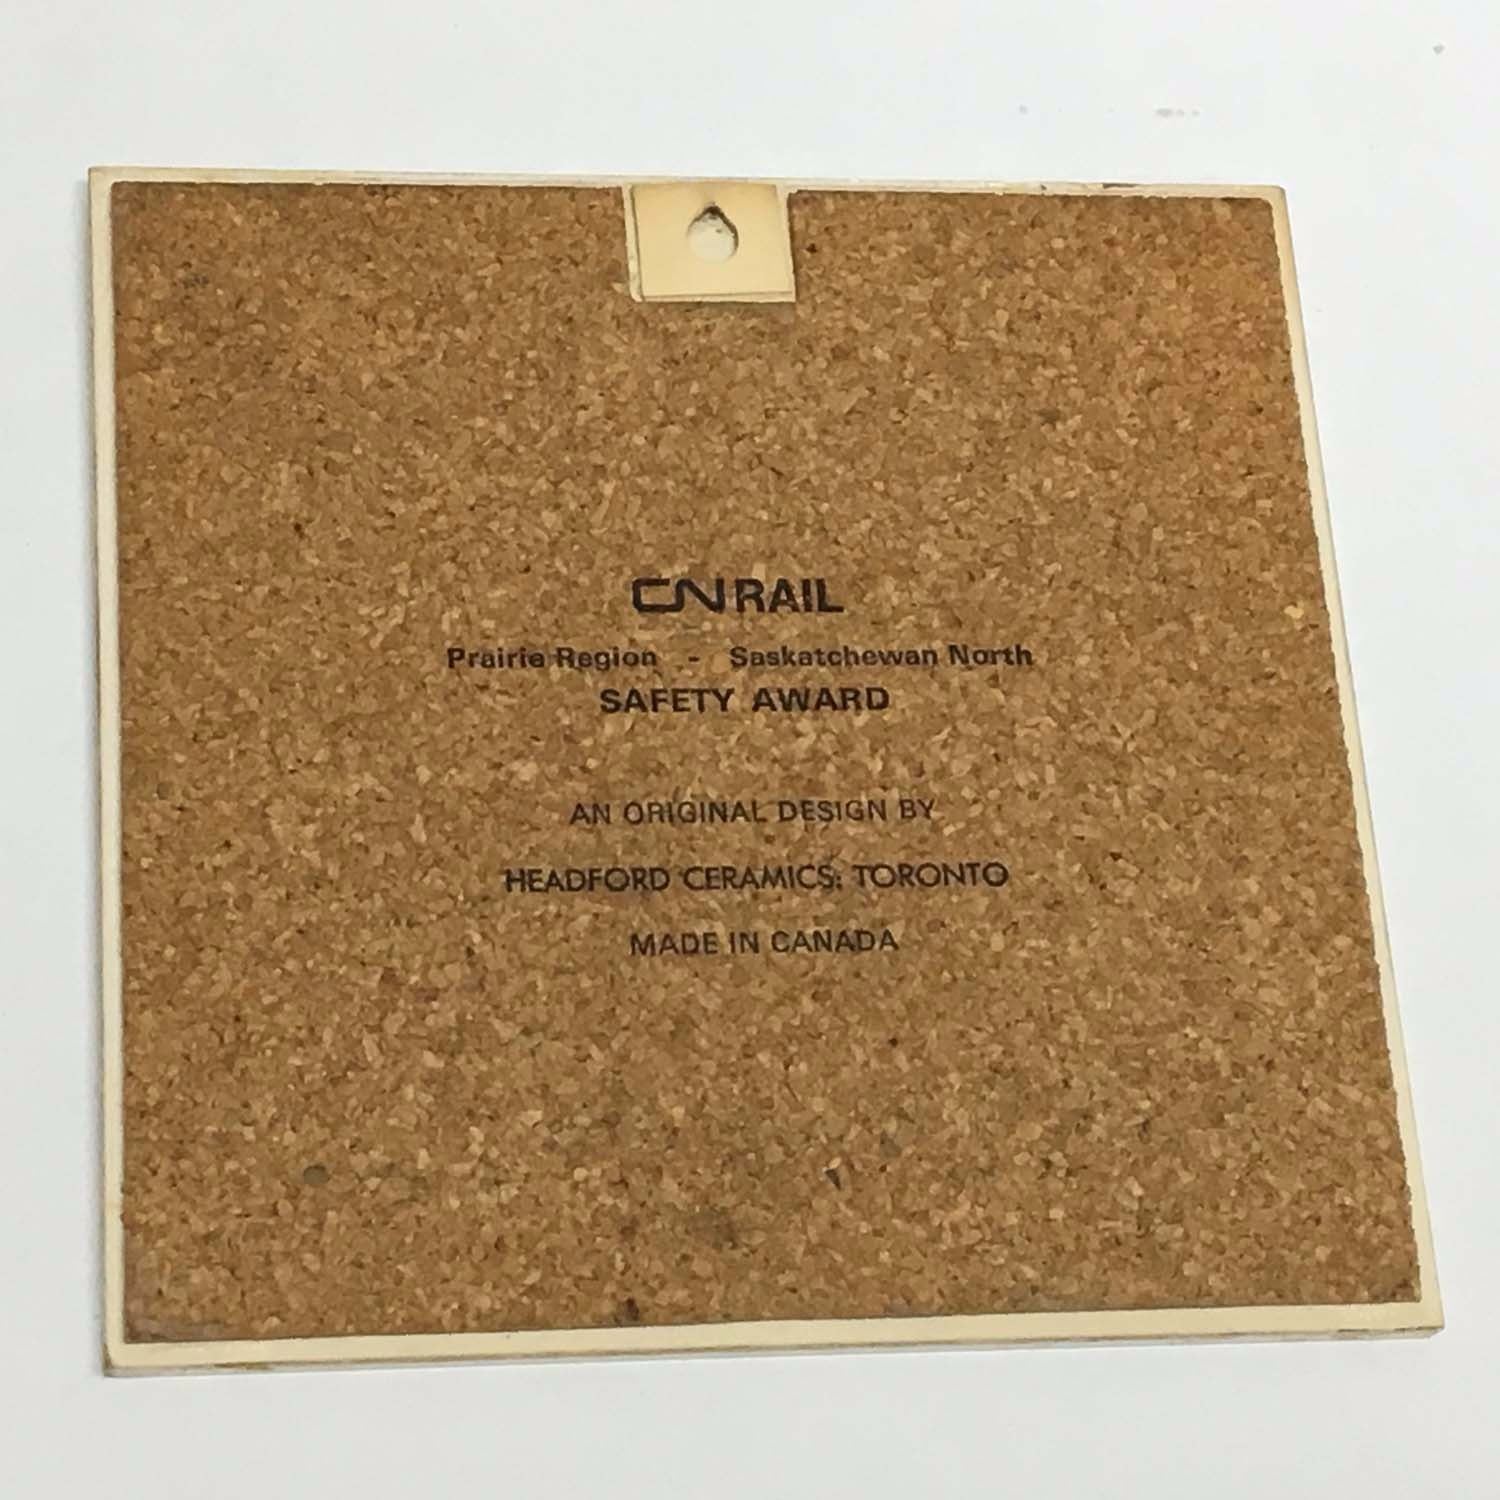 CN RAIL
Prairie Region - Saskatchewan North
SAFETY AWARD
AN ORIGINAL DESIGN BY
HEADFORD CERAMICS; TORONTO
MADE IN CANADA